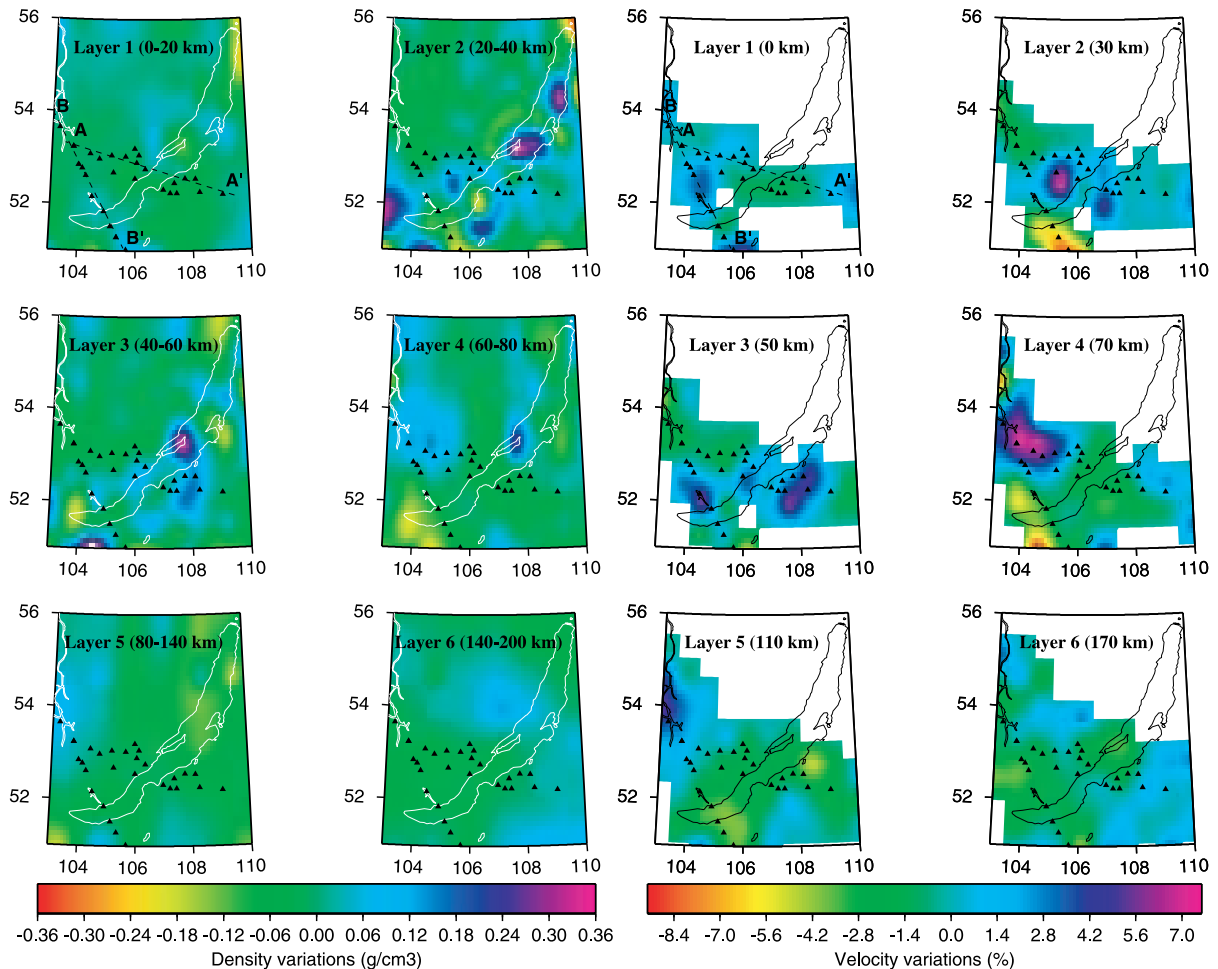 56 56 56 56
Layer 1 (0-20 km) Layer 2 (20-40 km) Layer 1 (0 km) Layer 2 (30 km)
54 54 54 54
B B
A A
A' A'
52 52 52 52
B' B'
104 106 108 110 104 106 108 110 104 106 108 110 104 106 108 110
56 56 56 56
Layer 3 (40-60 km) Layer 4 (60-80 km) Layer 3 (50 km) Layer 4 (70 km)
54 54 54 54
52 52 52 52
104 106 108 110 104 106 108 110 104 106 108 110 104 106 108 110
56 56 56 56
Layer 5 (80-140 km) Layer 6 (140-200 km) Layer 5 (110 km) Layer 6 (170 km)
54 54 54 54
52 52 52 52
104 106 108 110 104 106 108 110 104 106 108 110 104 106 108 110
-0.36 -0.30 -0.24 -0.18 -0.12 -0.06 0.00 0.06 0.12 0.18 0.24 0.30 0.36 -8.4 -7.0 -5.6 -4.2 -2.8 -1.4 0.0 1.4 2.8 4.2 5.6 7.0
Density variations (g/cm3) Velocity variations (%)